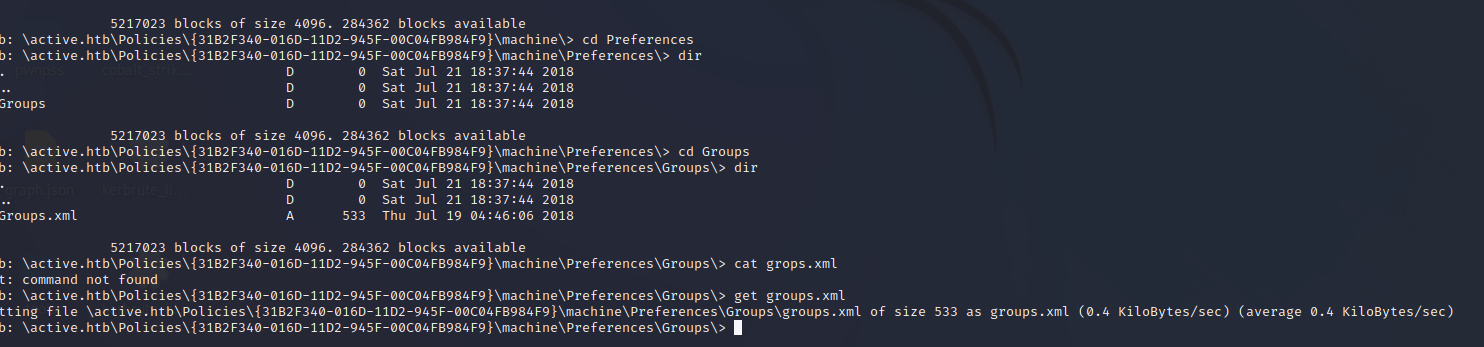 5217023 blocks of size 4096. 284362 blocks available
b: \active.htb\Policies\{31B2F340-016D-11D2-945F-00C04FB984F9}\machine\> cd Preferences
b: \active.htb\Policies\{31B2F340-016D-11D2-945F-00C04FB984F9}\machine\Preferences\> dir
. D 0 Sat Jul 21 18:37:44 2018
.. D 0 Sat Jul 21 18:37:44 2018
Groups D 0 Sat Jul 21 18:37:44 2018
5217023 blocks of size 4096. 284362 blocks available
b: \active.htb\Policies\{31B2F340-016D-11D2-945F-00C04FB984F9}\machine\Preferences\> cd Groups
b: \active.htb\Policies\{31B2F340-016D-11D2-945F-00C04FB984F9}\machine\Preferences\Groups\> dir
. D 0 Sat Jul 21 18:37:44 2018
.. D 0 Sat Jul 21 18:37:44 2018
Groups.xml A 533 Thu Jul 19 04:46:06 2018
5217023 blocks of size 4096. 284362 blocks available
b: \active.htb\Policies\{31B2F340-016D-11D2-945F-00C04FB984F9}\machine\Preferences\Groups\> cat grops.xml
t: command not found
b: \active.htb\Policies\{31B2F340-016D-11D2-945F-00C04FB984F9}\machine\Preferences\Groups\> get groups.xml
tting file \active.htb\Policies\{31B2F340-016D-11D2-945F-00C04FB984F9}\machine\Preferences\Groups\groups.xml of size 533 as groups.xml (0.4 KiloBytes/sec) (average 0.4 KiloBytes/sec)
b: \active.htb\Policies\{31B2F340-016D-11D2-945F-00C04FB984F9}\machine\Preferences\Groups\>